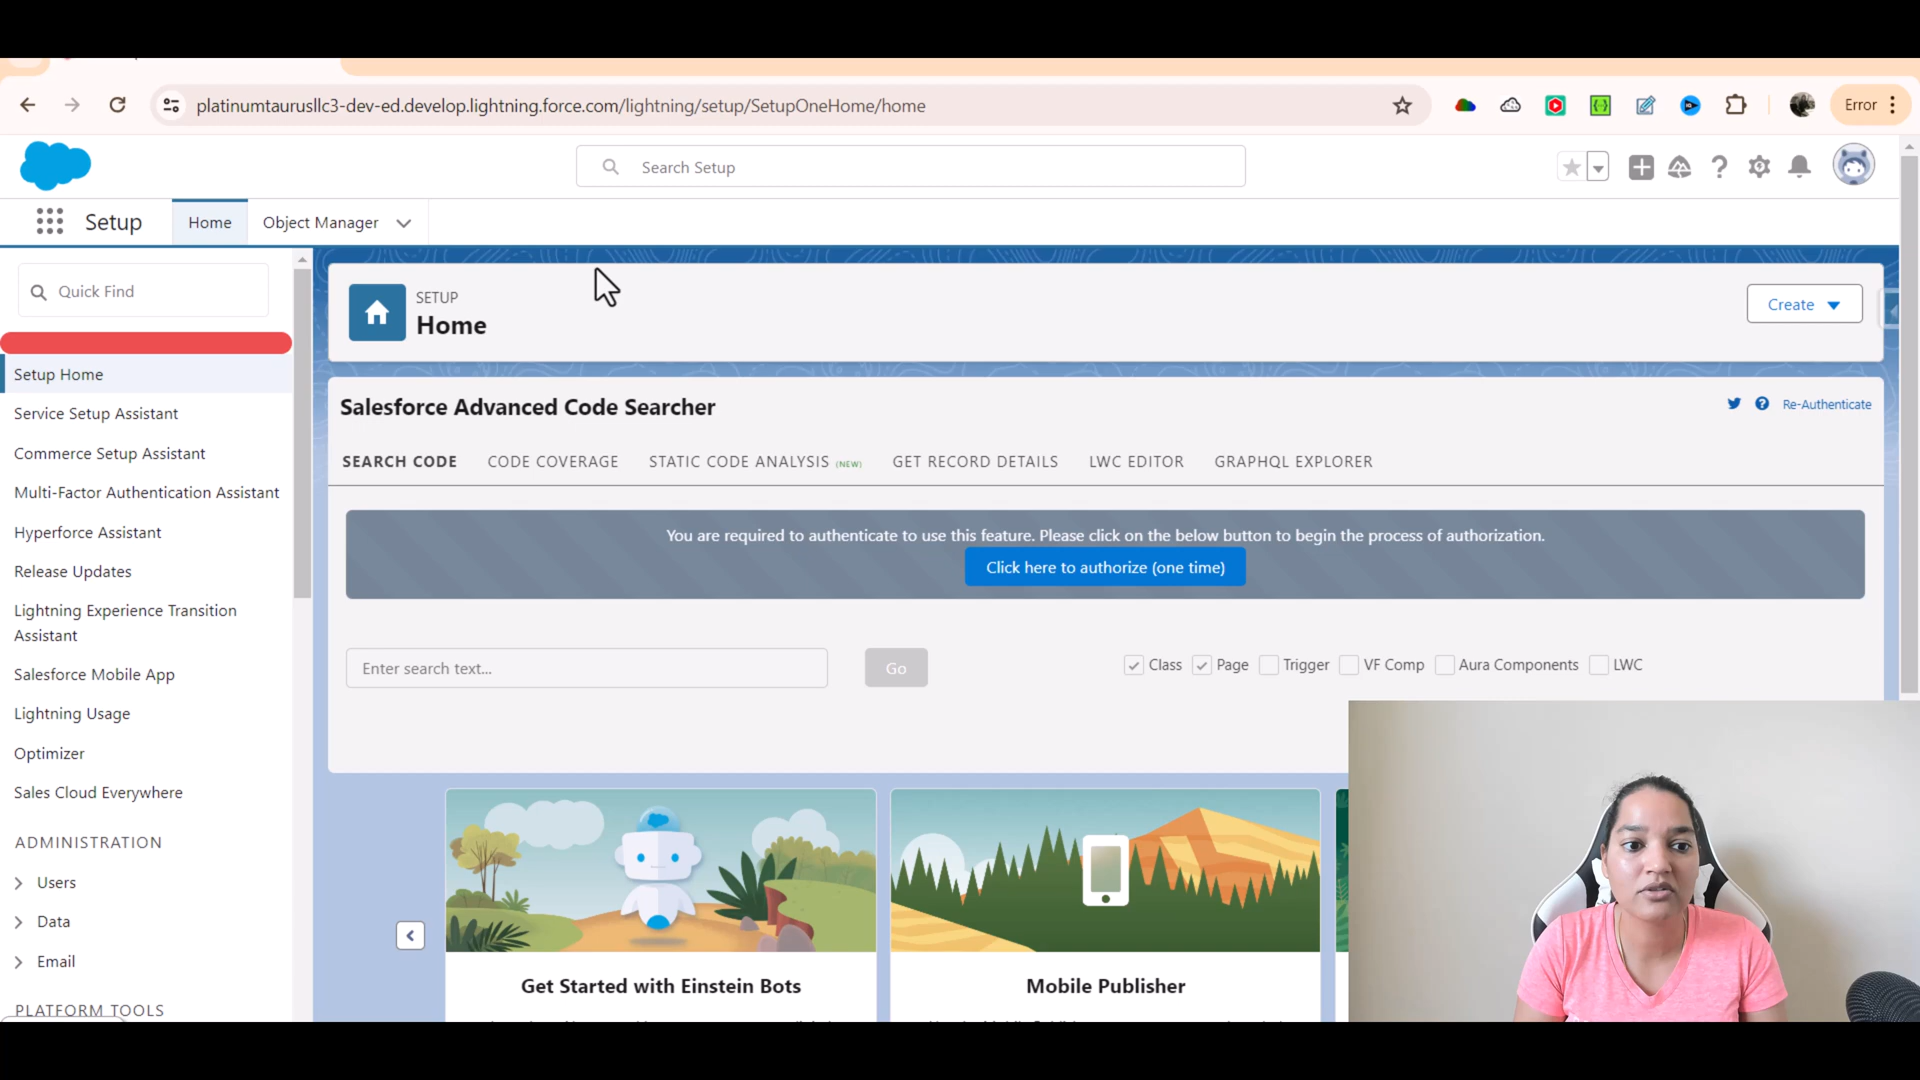 platinumtaurusllc3-dev-ed.develop.lightning.force.com/lightning/setup/SetupOneHome/home
Error
Search Setup
Setup
Home
Object Manager
Quick Find
Setup Home
Service Setup Assistant
Commerce Setup Assistant
Multi-Factor Authentication Assistant
Hyperforce Assistant
Release Updates
Lightning Experience Transition
Assistant
Salesforce Mobile App
Lightning Usage
Optimizer
Sales Cloud Everywhere
ADMINISTRATION
Users
Data
Email
PLATFORM TOOLS
SETUP
Home
Create
Salesforce Advanced Code Searcher
Re-Authenticate
SEARCH CODE
CODE COVERAGE
STATIC CODE ANALYSIS (NEW)
GET RECORD DETAILS
LWC EDITOR
GRAPHQL EXPLORER
You are required to authenticate to use this feature. Please click on the below button to begin the process of authorization.
Click here to authorize (one time)
Enter search text...
Go
Class
Page
Trigger
VF Comp
Aura Components
LWC
Get Started with Einstein Bots
Mobile Publisher